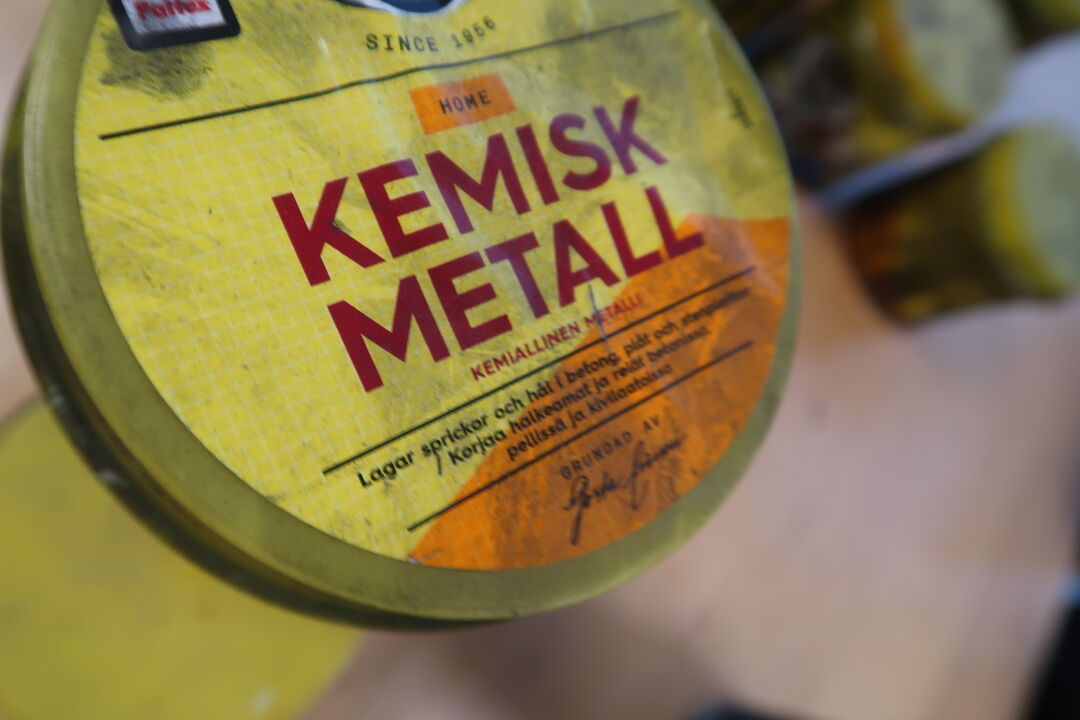 Pattex
SINCE 1956
HOME
KEMISK
METALL
KEMIALLINEN METALLI
Lagar sprickor och hål i betong, plåt och stenplattor
/ Korjaa halkeamat ja reiät betonissa,
pellissä ja kivilaatoissa
GRUNDAD AV